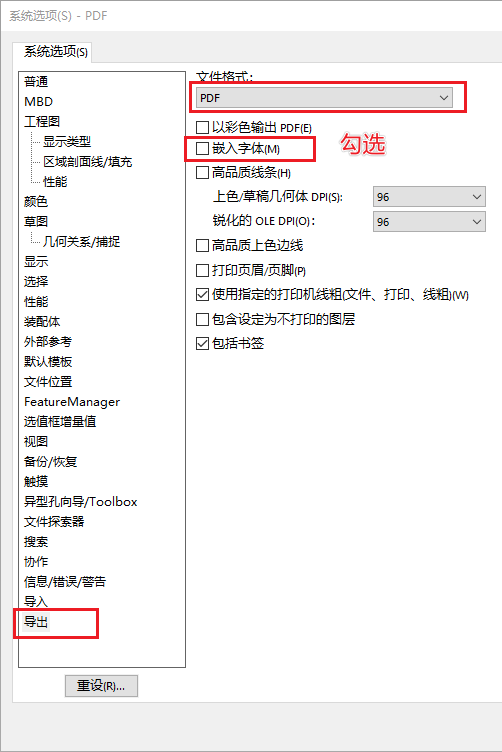 系统选项(S) - PDF
系统选项(S)
普通
MBD
工程图
显示类型
区域剖面线/填充
性能
颜色
草图
几何关系/捕捉
显示
选择
性能
装配体
外部参考
默认模板
文件位置
FeatureManager
选值框增量值
视图
备份/恢复
触摸
异型孔向导/Toolbox
文件探索器
搜索
协作
信息/错误/警告
导入
导出
重设(R)...
文件格式:
PDF
以彩色输出 PDF(E)
嵌入字体(M)
勾选
高品质线条(H)
上色/草稿几何体 DPI(S): 96
锐化的 OLE DPI(O): 96
高品质上色边线
打印页眉/页脚(P)
使用指定的打印机线粗(文件、打印、线粗)(W)
包含设定为不打印的图层
包括书签